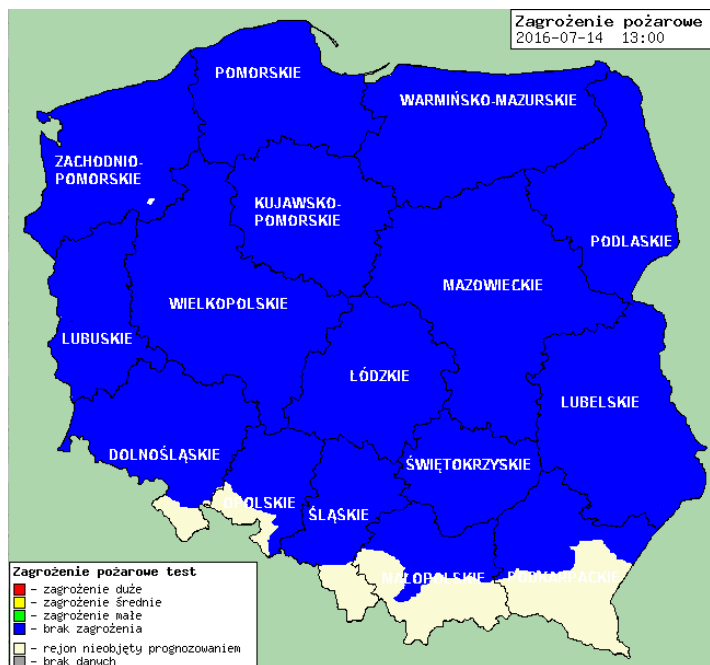 Zagrożenie pożarowe
2016-07-14 13:00
POMORSKIE
WARMIŃSKO-MAZURSKIE
ZACHODNIO-
POMORSKIE
KUJAWSKO-
POMORSKIE
PODLASKIE
MAZOWIECKIE
WIELKOPOLSKIE
LUBUSKIE
ŁÓDZKIE
LUBELSKIE
DOLNOŚLĄSKIE
ŚWIĘTOKRZYSKIE
OPOLSKIE
ŚLĄSKIE
MAŁOPOLSKIE
PODKARPACKIE
Zagrożenie pożarowe test
- zagrożenie duże
- zagrożenie średnie
- zagrożenie małe
- brak zagrożenia
- rejon nieobjęty prognozowaniem
- brak danych